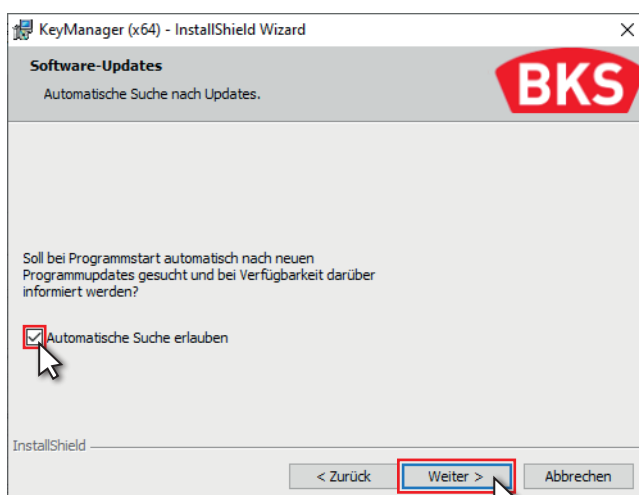 KeyManager (x64) - InstallShield Wizard
Software-Updates
Automatische Suche nach Updates.
BKS
Soll bei Programmstart automatisch nach neuen
Programmupdates gesucht und bei Verfügbarkeit darüber
informiert werden?
Automatische Suche erlauben
InstallShield
< Zurück Weiter > Abbrechen